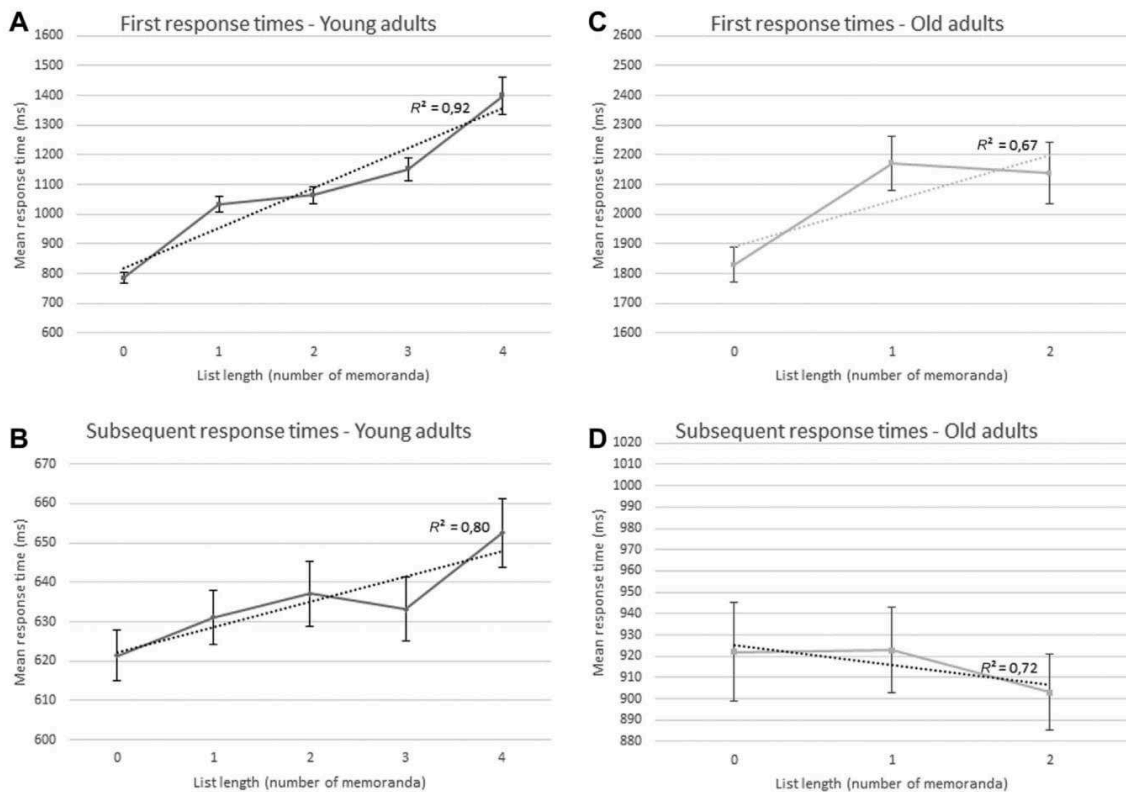 A
First response times - Young adults
1600
1500
1400
1300
1200
1100
1000
900
800
700
600
Mean response time (ms)
R² = 0,92
0 1 2 3 4
List length (number of memoranda)
C
First response times - Old adults
2600
2500
2400
2300
2200
2100
2000
1900
1800
1700
1600
Mean response time (ms)
R² = 0,67
0 1 2
List length (number of memoranda)
B
Subsequent response times - Young adults
670
660
650
640
630
620
610
600
Mean response time (ms)
R² = 0,80
0 1 2 3 4
List length (number of memoranda)
D
Subsequent response times - Old adults
1020
1010
1000
990
980
970
960
950
940
930
920
910
900
890
880
Mean response time (ms)
R² = 0,72
0 1 2
List length (number of memoranda)